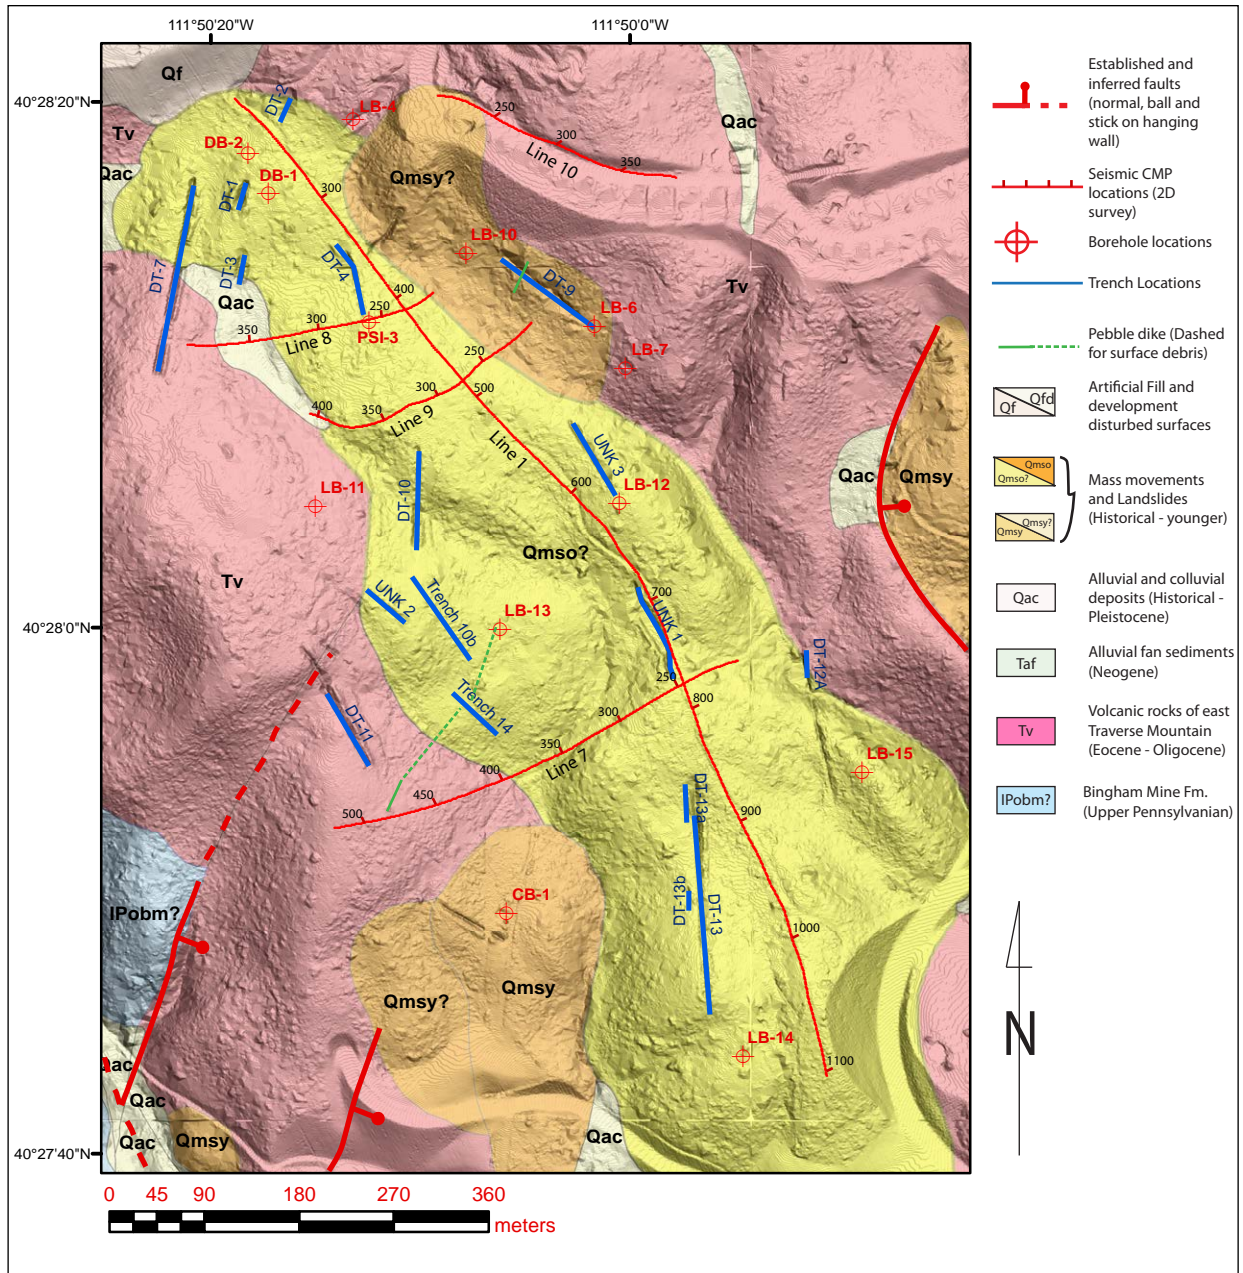 111°50'20"W
111°50'0"W
40°28'20"N
40°28'0"N
40°27'40"N
Qf
DT-2
LB-4
250
Qac
Tv
DB-2
300
Line 10
350
Qac
Qmsy?
DB-1
DT-1
300
LB-10
DT-7
DT-3
DT-4
DT-9
Tv
Qac
400
250
LB-6
300
350
Line 8
PSI-3
250
LB-7
300
500
400
350
Line 9
Line 1
UNK 3
Qac
Qmsy
LB-11
DT-10
600
LB-12
Qmso?
Tv
UNK 2
Trench 10b
LB-13
700
UNK 1
DT-12A
250
DT-11
Trench 14
300
800
350
Line 7
400
LB-15
450
500
DT-13a
900
IPobm?
CB-1
DT-13b
DT-13
1000
Qmsy?
Qmsy
LB-14
1100
Qac
Qac
Qac
Qmsy
Qac
0
45
90
180
270
360
meters
Established and
inferred faults
(normal, ball and
stick on hanging
wall)
Seismic CMP
locations (2D
survey)
Borehole locations
Trench Locations
Pebble dike (Dashed
for surface debris)
Qf
Qfd
Artificial Fill and
development
disturbed surfaces
Qmso
Qmso?
Qmsy?
Qmsy
Mass movements
and Landslides
(Historical - younger)
Qac
Alluvial and colluvial
deposits (Historical -
Pleistocene)
Taf
Alluvial fan sediments
(Neogene)
Tv
Volcanic rocks of east
Traverse Mountain
(Eocene - Oligocene)
IPobm?
Bingham Mine Fm.
(Upper Pennsylvanian)
N